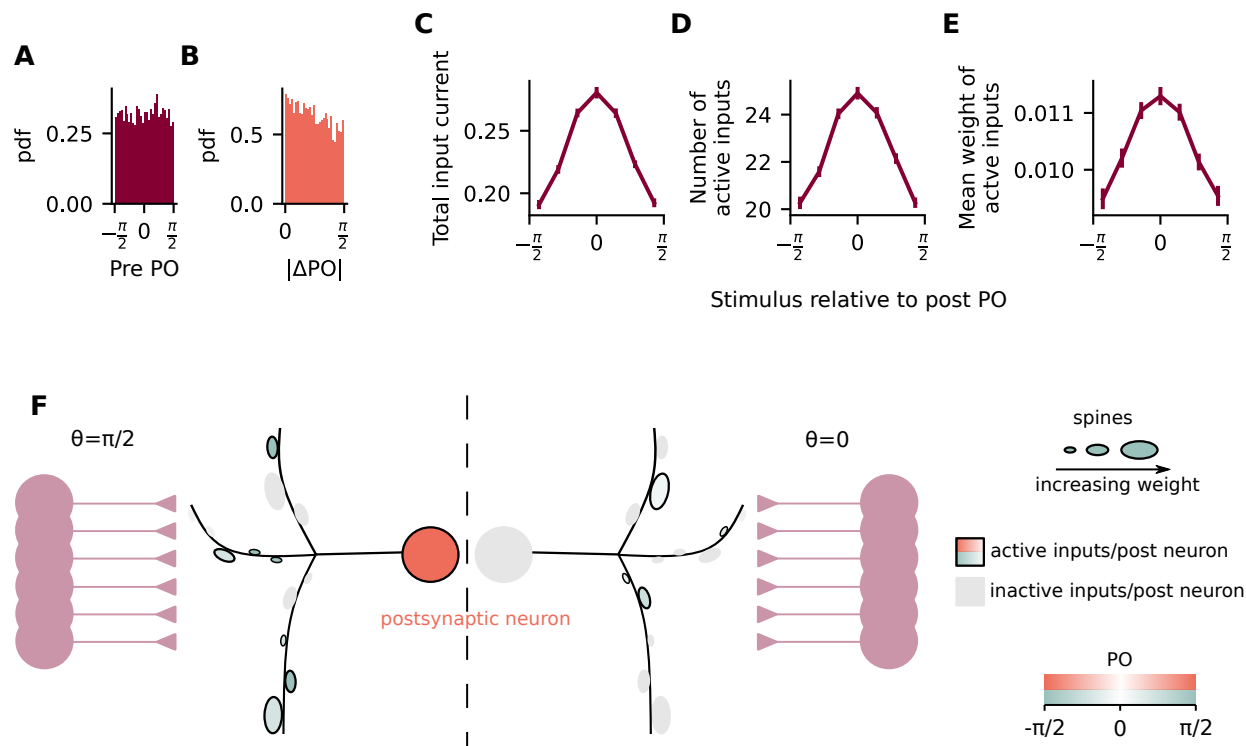 A
B
C
D
E
pdf
0.25
0.00
−π/2
0
π/2
Pre PO
pdf
0.5
0.0
0
π/2
|ΔPO|
Total input current
0.25
0.20
−π/2
0
π/2
Number of
active inputs
24
22
20
−π/2
0
π/2
Mean weight of
actve inputs
0.011
0.010
−π/2
0
π/2
Stimulus relative to post PO
F
θ=π/2
θ=0
postsynaptic neuron
spines
increasing weight
active inputs/post neuron
inactive inputs/post neuron
PO
-π/2
0
π/2